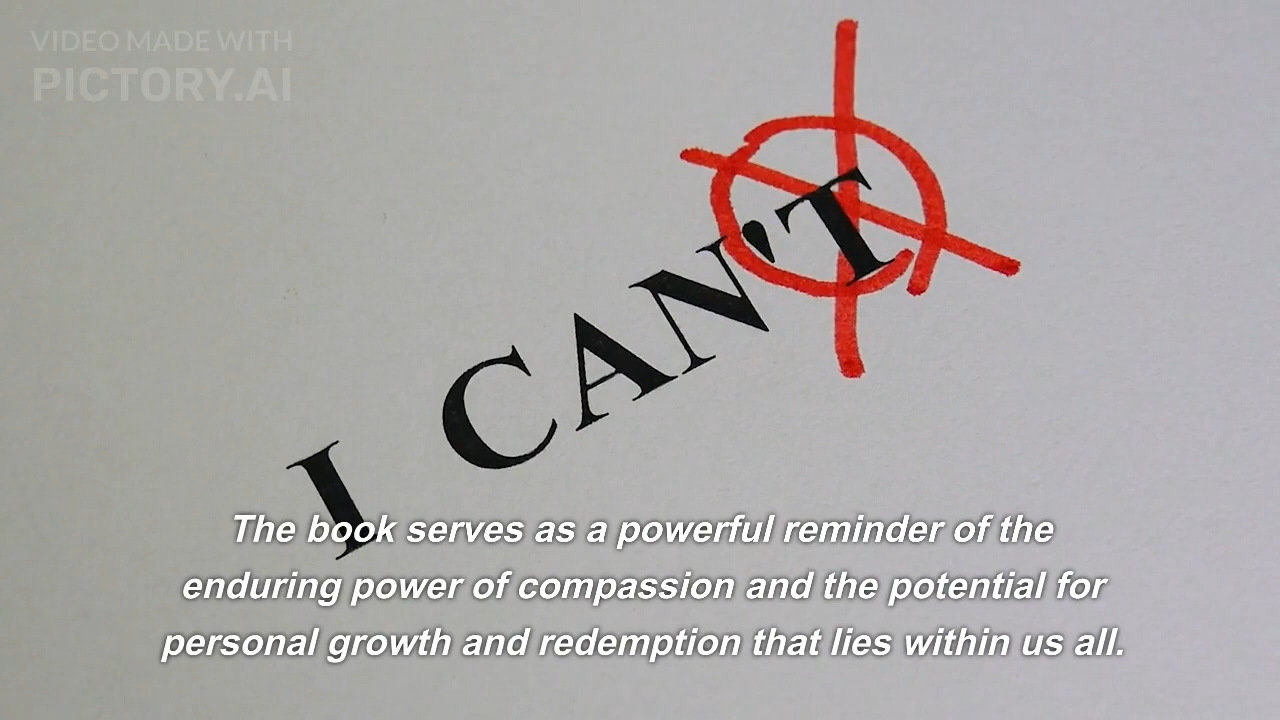 VIDEO MADE WITH
PICTORY.AI
I CAN'T
The book serves as a powerful reminder of the
enduring power of compassion and the potential for
personal growth and redemption that lies within us all.